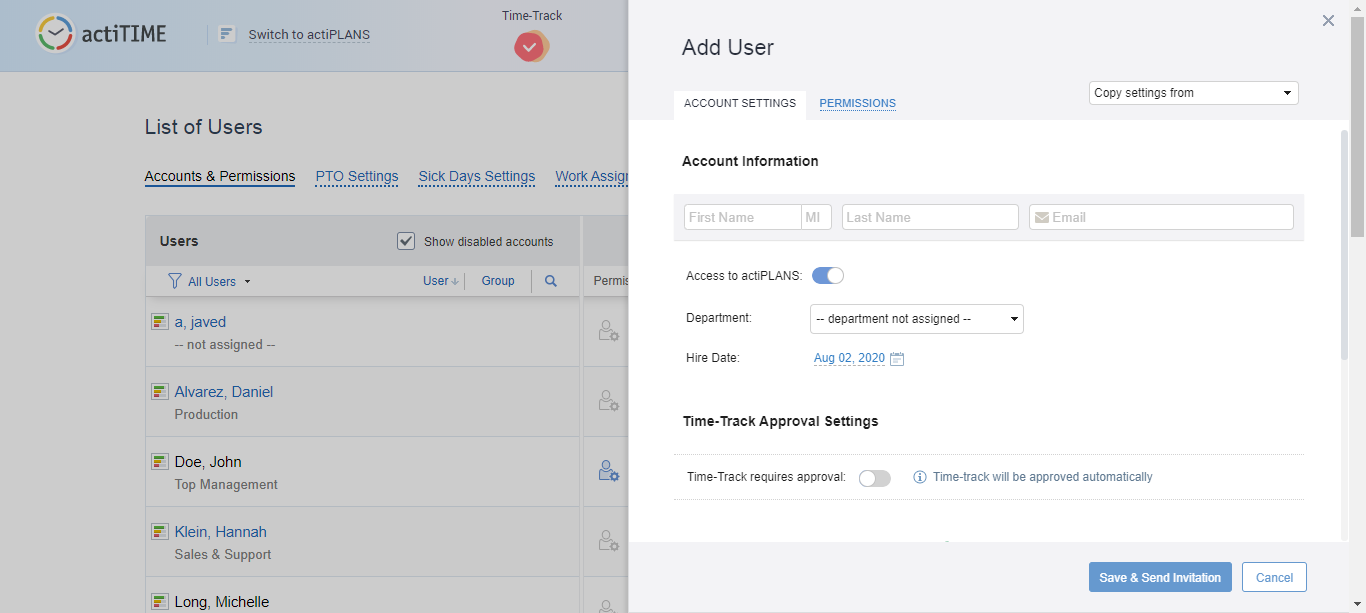 actiTIME
Switch to actiPLANS
Time-Track
List of Users
Accounts & Permissions
PTO Settings
Sick Days Settings
Work Assign
Users
Show disabled accounts
All Users
User
Group
Permis
a, javed
-- not assigned --
Alvarez, Daniel
Production
Doe, John
Top Management
Klein, Hannah
Sales & Support
Long, Michelle
Add User
ACCOUNT SETTINGS
PERMISSIONS
Copy settings from
Account Information
First Name
MI
Last Name
Email
Access to actiPLANS:
Department:
-- department not assigned --
Hire Date:
Aug 02, 2020
Time-Track Approval Settings
Time-Track requires approval:
Time-track will be approved automatically
Save & Send Invitation
Cancel